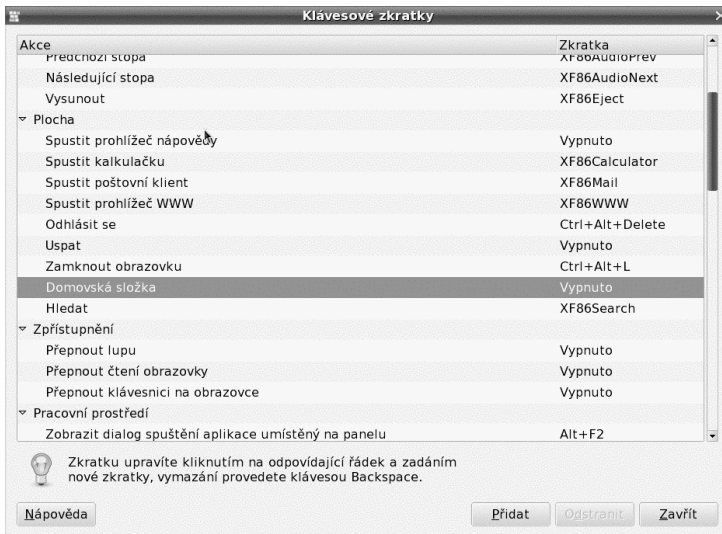 Klávesové zkratky
Akce Zkratka
Předchozí stopa XF86AudioPrev
Následující stopa XF86AudioNext
Vysunout XF86Eject
Plocha
Spustit prohlížeč nápovědy Vypnuto
Spustit kalkulačku XF86Calculator
Spustit poštovní klient XF86Mail
Spustit prohlížeč WWW XF86WWW
Odhlásit se Ctrl+Alt+Delete
Uspat Vypnuto
Zamknout obrazovku Ctrl+Alt+L
Domovská složka Vypnuto
Hledat XF86Search
Zpřístupnění
Přepnout lupu Vypnuto
Přepnout čtení obrazovky Vypnuto
Přepnout klávesnici na obrazovce Vypnuto
Pracovní prostředí
Zobrazit dialog spuštění aplikace umístěný na panelu Alt+F2
Zkratku upravíte kliknutím na odpovídající řádek a zadáním
nové zkratky, vymazání provedete klávesou Backspace.
Nápověda Přidat Odstranit Zavřít